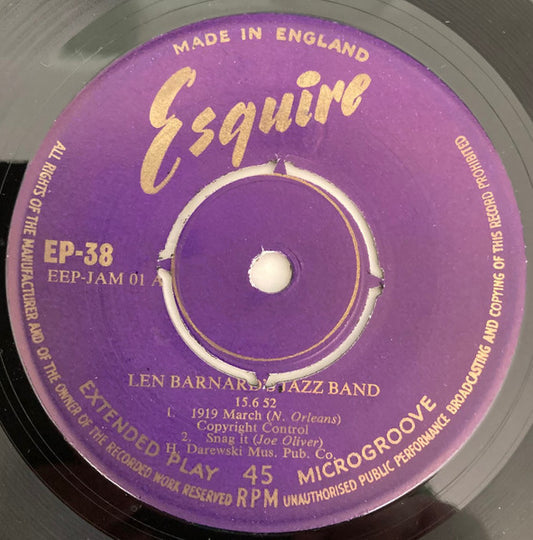 MADE IN ENGLAND
Esquire
EP-38
EEP-JAM 01 A
LEN BARNARD'S JAZZ BAND
15.6 52
1. 1919 March (N. Orleans)
Copyright Control
2. Snag it (Joe Oliver)
H. Darewski Mus. Pub. Co.
EXTENDED PLAY 45 RPM MICROGROOVE
ALL RIGHTS OF THE MANUFACTURER AND OF THE OWNER OF THE RECORDED WORK RESERVED
UNAUTHORISED PUBLIC PERFORMANCE BROADCASTING AND COPYING OF THIS RECORD PROHIBITED